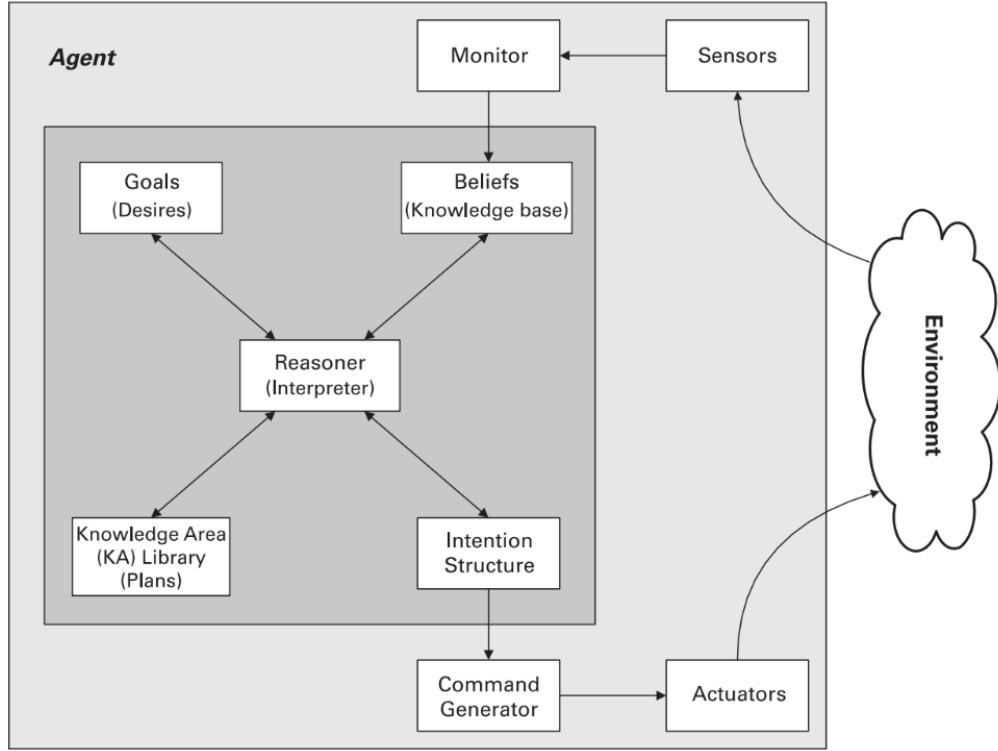 Agent
Monitor
Sensors
Goals
(Desires)
Beliefs
(Knowledge base)
Reasoner
(Interpreter)
Environment
Knowledge Area
(KA) Library
(Plans)
Intention
Structure
Command
Generator
Actuators